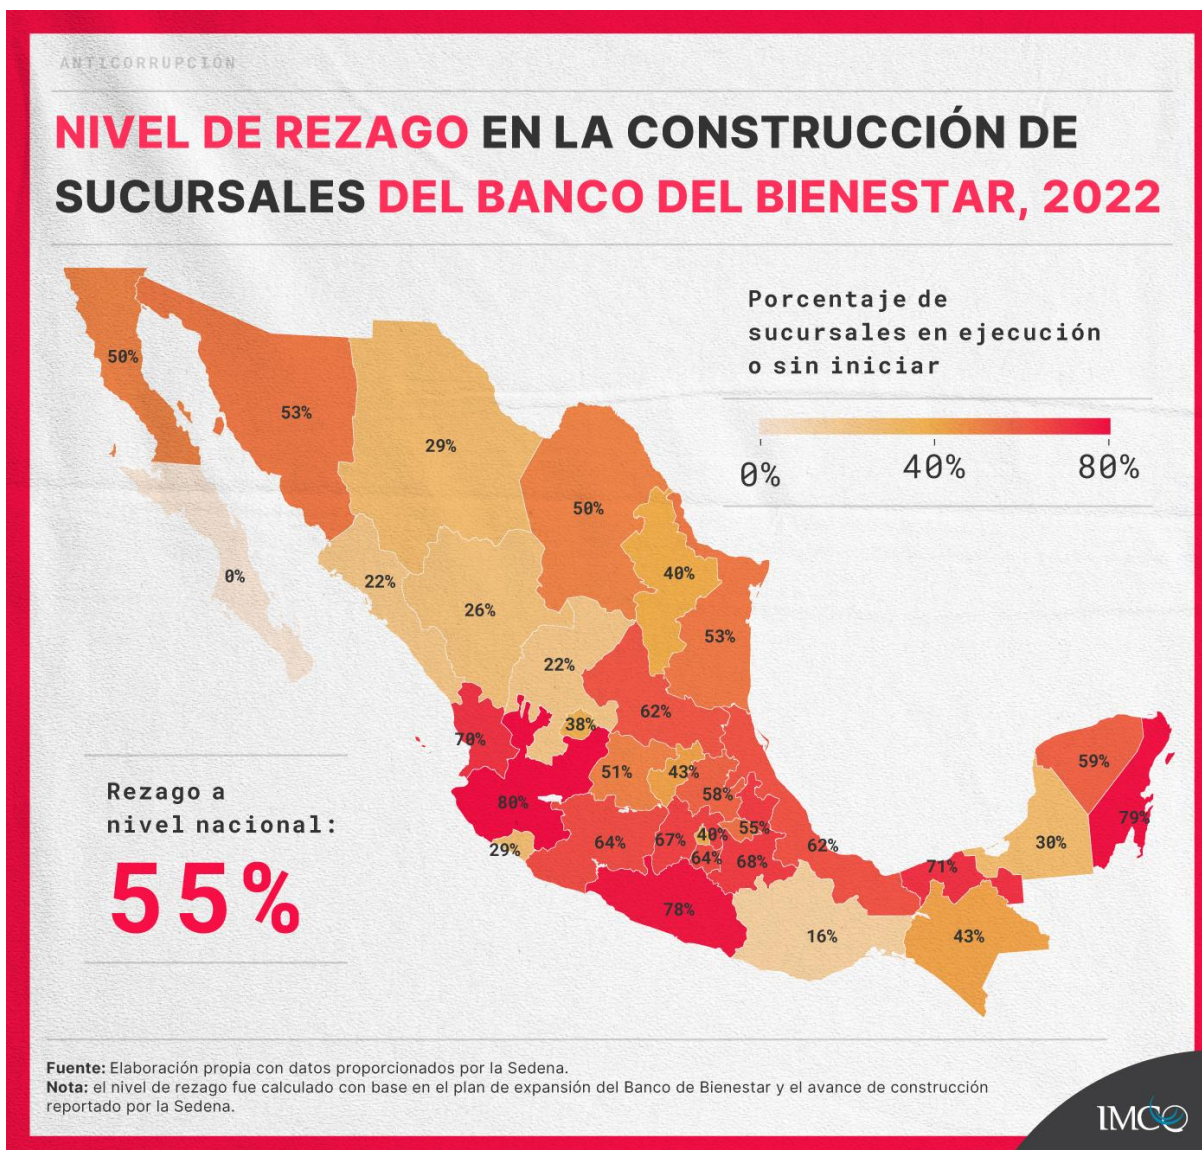 ANTICORRUPCIÓN
NIVEL DE REZAGO EN LA CONSTRUCCIÓN DE
SUCURSALES DEL BANCO DEL BIENESTAR, 2022
Porcentaje de
sucursales en ejecución
o sin iniciar
0% 40% 80%
50%
53%
29%
50%
40%
0%
22%
26%
53%
22%
62%
38%
70%
51%
43%
58%
59%
80%
79%
64%
67%
40%
55%
62%
30%
29%
64%
68%
71%
78%
16%
43%
Rezago a
nivel nacional:
55%
Fuente: Elaboración propia con datos proporcionados por la Sedena.
Nota: el nivel de rezago fue calculado con base en el plan de expansión del Banco de Bienestar y el avance de construcción
reportado por la Sedena.
IMCO